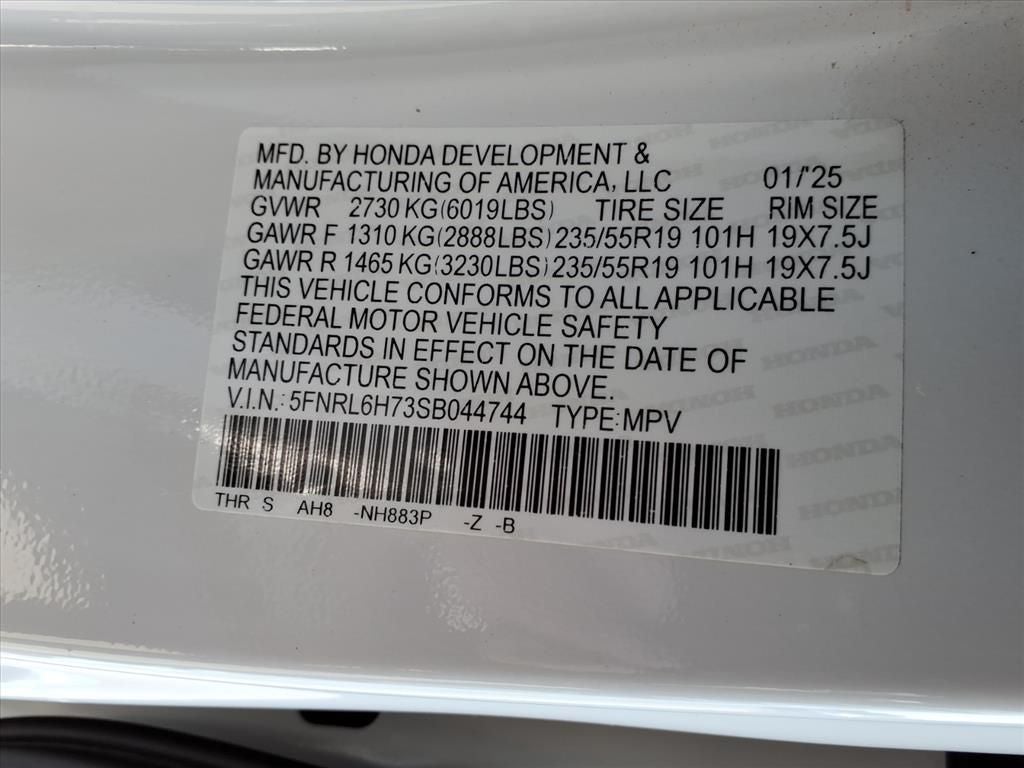 MFD. BY HONDA DEVELOPMENT &
MANUFACTURING OF AMERICA, LLC 01/'25
GVWR 2730 KG(6019LBS) TIRE SIZE RIM SIZE
GAWR F 1310 KG(2888LBS) 235/55R19 101H 19X7.5J
GAWR R 1465 KG(3230LBS) 235/55R19 101H 19X7.5J
THIS VEHICLE CONFORMS TO ALL APPLICABLE
FEDERAL MOTOR VEHICLE SAFETY
STANDARDS IN EFFECT ON THE DATE OF
MANUFACTURE SHOWN ABOVE.
V.I.N.: 5FNRL6H73SB044744 TYPE: MPV
THR S AH8 -NH883P -Z -B